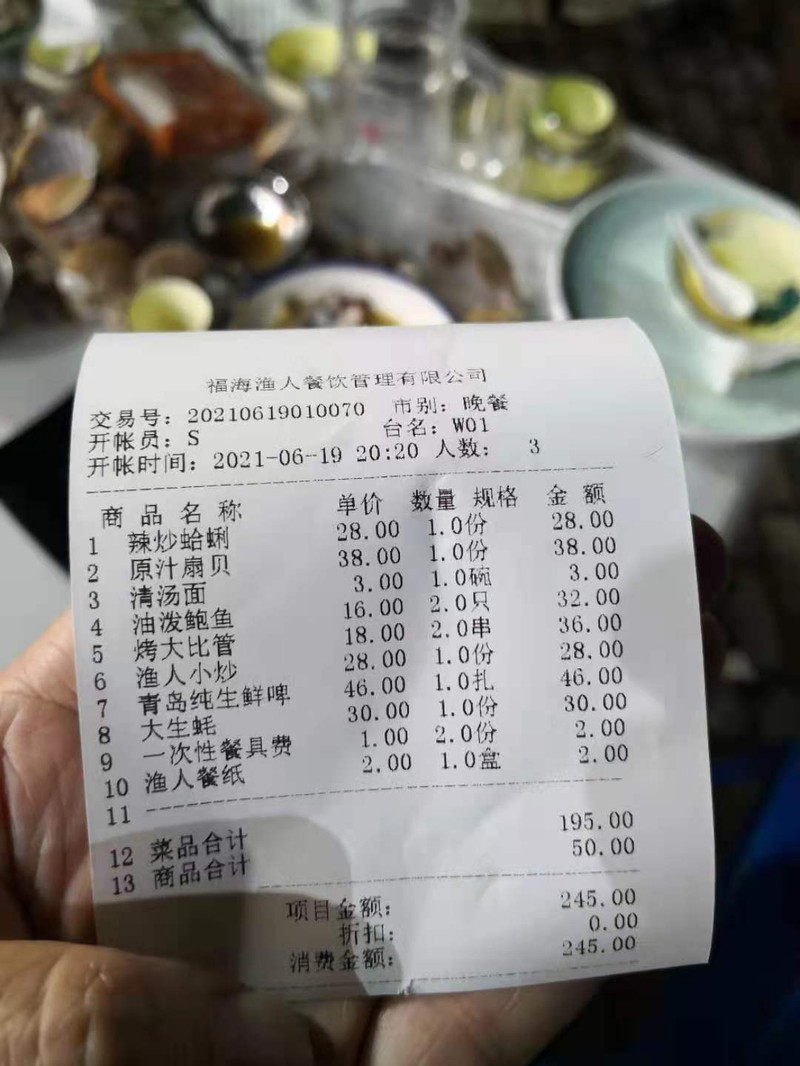 福海渔人餐饮管理有限公司
交易号: 20210619010070 市别: 晚餐
开帐员: S 台名: W01
开帐时间: 2021-06-19 20:20 人数: 3
商品名称 单价 数量 规格 金额
1 辣炒蛤蜊 28.00 1.0份 28.00
2 原汁扇贝 38.00 1.0份 38.00
3 清汤面 3.00 1.0碗 3.00
4 油泼鲍鱼 16.00 2.0只 32.00
5 烤大比管 18.00 2.0串 36.00
6 渔人小炒 28.00 1.0份 28.00
7 青岛纯生鲜啤 46.00 1.0扎 46.00
8 大生蚝 30.00 1.0份 30.00
9 一次性餐具费 1.00 2.0份 2.00
10 渔人餐纸 2.00 1.0盒 2.00
11
12 菜品合计 195.00
13 商品合计 50.00
项目金额: 245.00
折扣: 0.00
消费金额: 245.00